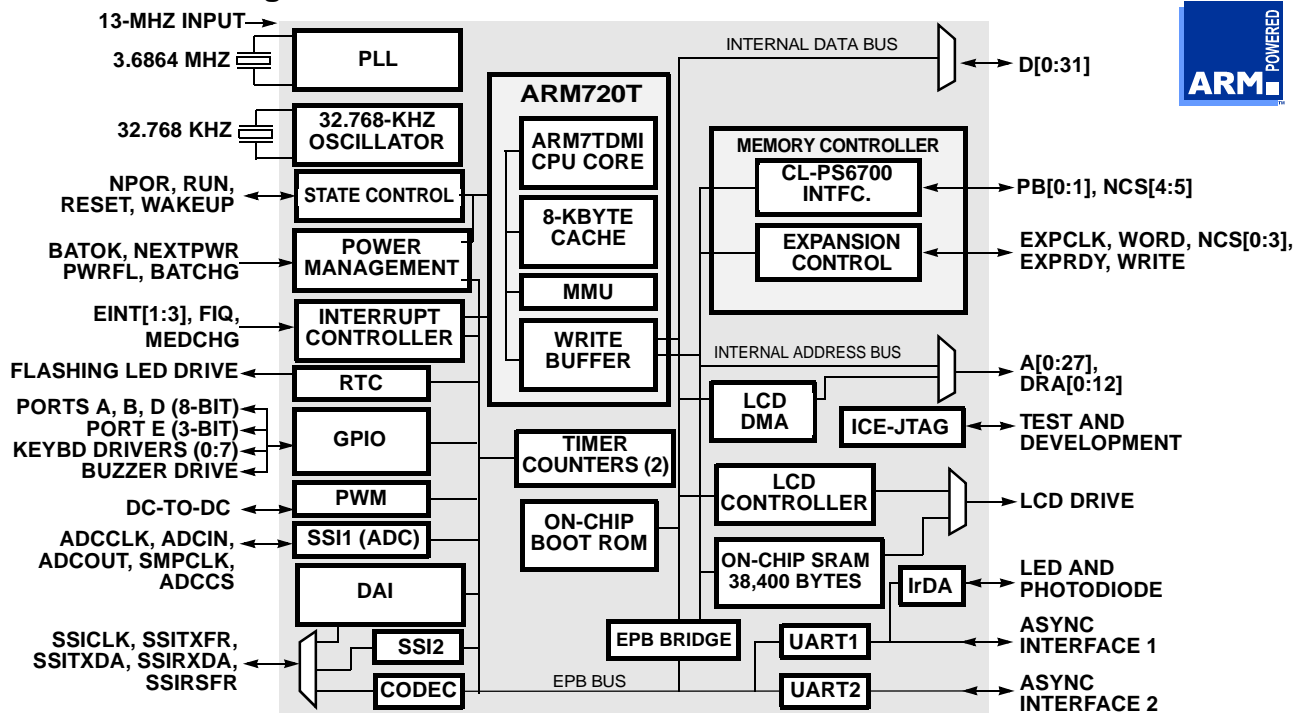 13-MHZ INPUT
3.6864 MHZ
PLL
32.768 KHZ
32.768-KHZ
OSCILLATOR
NPOR, RUN,
RESET, WAKEUP
STATE CONTROL
BATOK, NEXTPWR
PWRFL, BATCHG
POWER
MANAGEMENT
EINT[1:3], FIQ,
MEDCHG
INTERRUPT
CONTROLLER
FLASHING LED DRIVE
RTC
PORTS A, B, D (8-BIT)
PORT E (3-BIT)
KEYBD DRIVERS (0:7)
BUZZER DRIVE
GPIO
DC-TO-DC
PWM
ADCCLK, ADCIN,
ADCOUT, SMPCLK,
ADCCS
SSI1 (ADC)
DAI
SSICLK, SSITXFR,
SSITXDA, SSIRXDA,
SSIRSFR
SSI2
CODEC
ARM720T
ARM7TDMI
CPU CORE
8-KBYTE
CACHE
MMU
WRITE
BUFFER
TIMER
COUNTERS (2)
ON-CHIP
BOOT ROM
EPB BRIDGE
EPB BUS
INTERNAL DATA BUS
D[0:31]
MEMORY CONTROLLER
CL-PS6700
INTFC.
PB[0:1], NCS[4:5]
EXPANSION
CONTROL
EXPCLK, WORD, NCS[0:3],
EXPRDY, WRITE
INTERNAL ADDRESS BUS
A[0:27],
DRA[0:12]
LCD
DMA
ICE-JTAG
TEST AND
DEVELOPMENT
LCD
CONTROLLER
LCD DRIVE
ON-CHIP SRAM
38,400 BYTES
IrDA
LED AND
PHOTODIODE
UART1
ASYNC
INTERFACE 1
UART2
ASYNC
INTERFACE 2
ARM
POWERED
TM